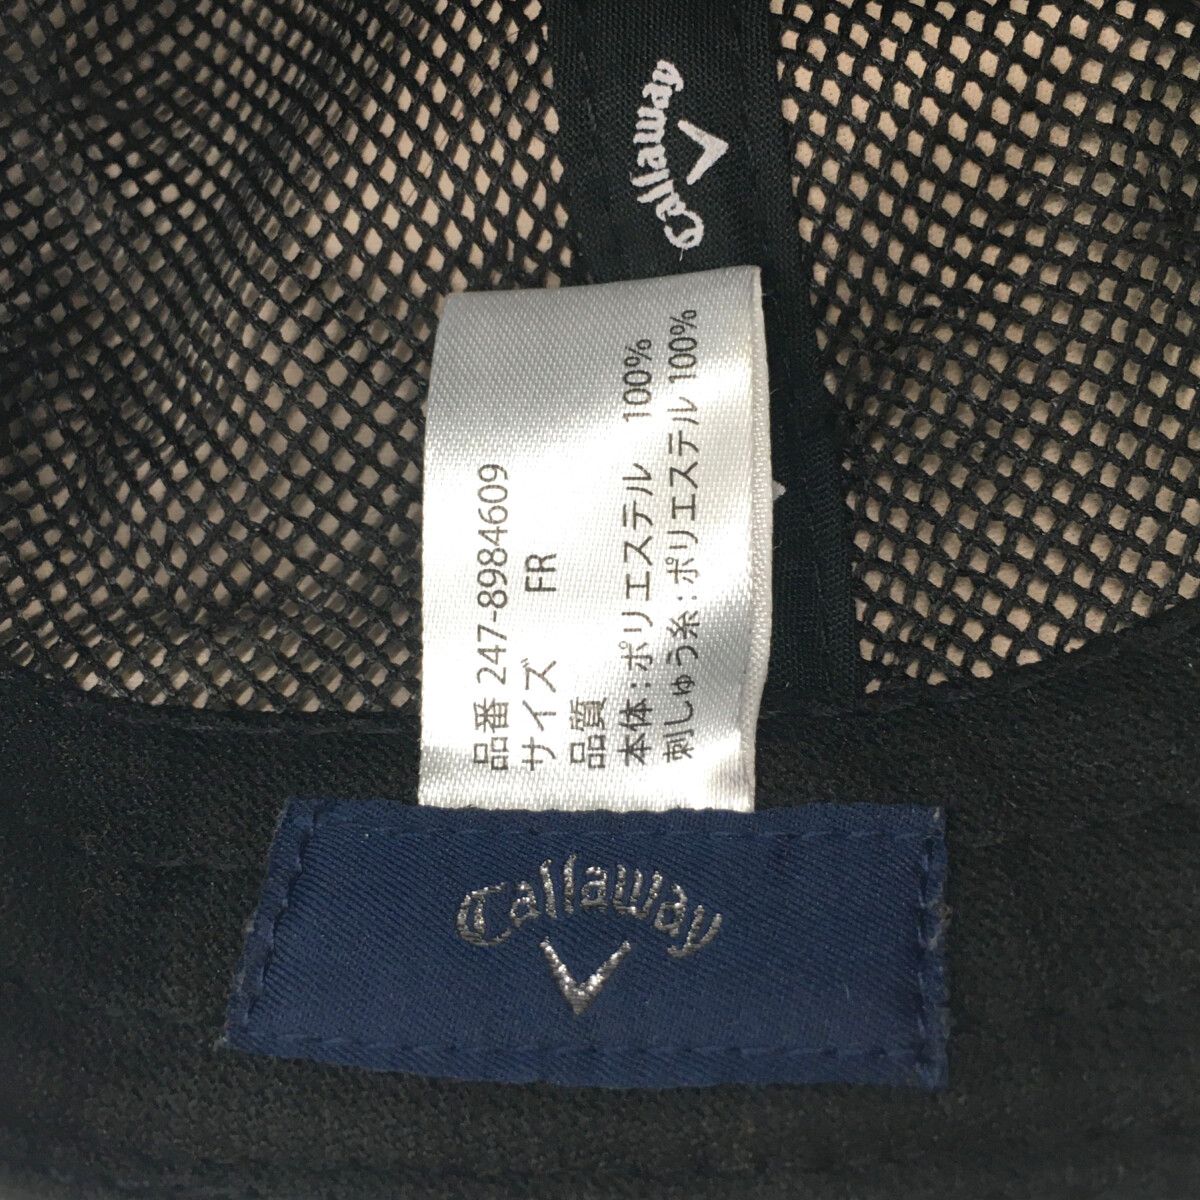 Callaway
品番 247-8984609
サイズ FR
品質
本体:ポリエステル 100%
刺しゅう糸:ポリエステル 100%
Callaway